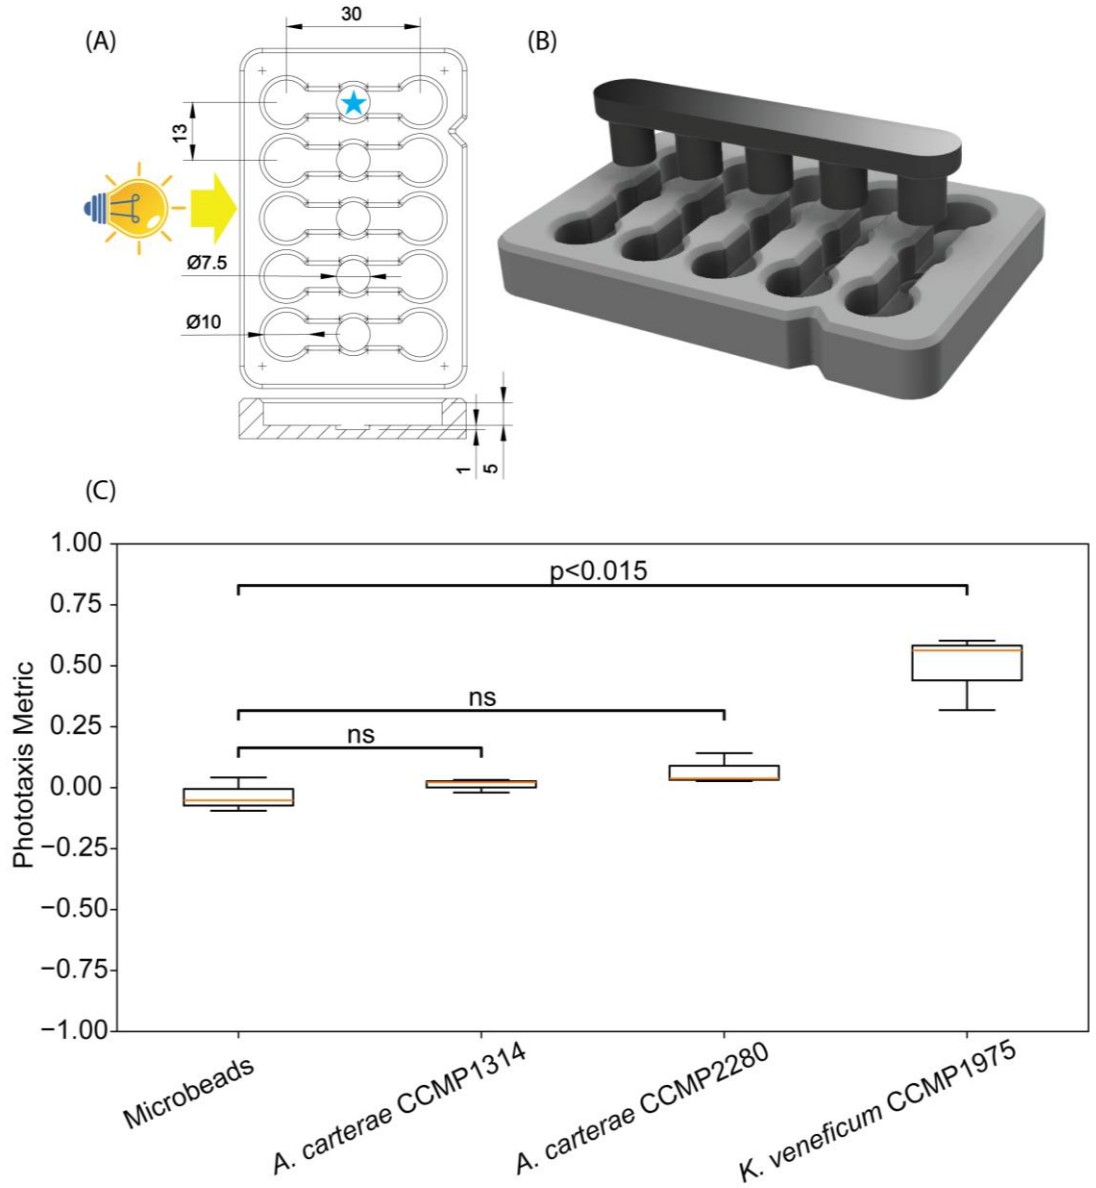 (A)
30
(B)
13
Ø7.5
Ø10
1
5
(C)
1.00
p<0.015
0.75
0.50
ns
0.25
ns
0.00
−0.25
−0.50
−0.75
−1.00
Phototaxis Metric
Microbeads
A. carterae CCMP1314
A. carterae CCMP2280
K. veneficum CCMP1975